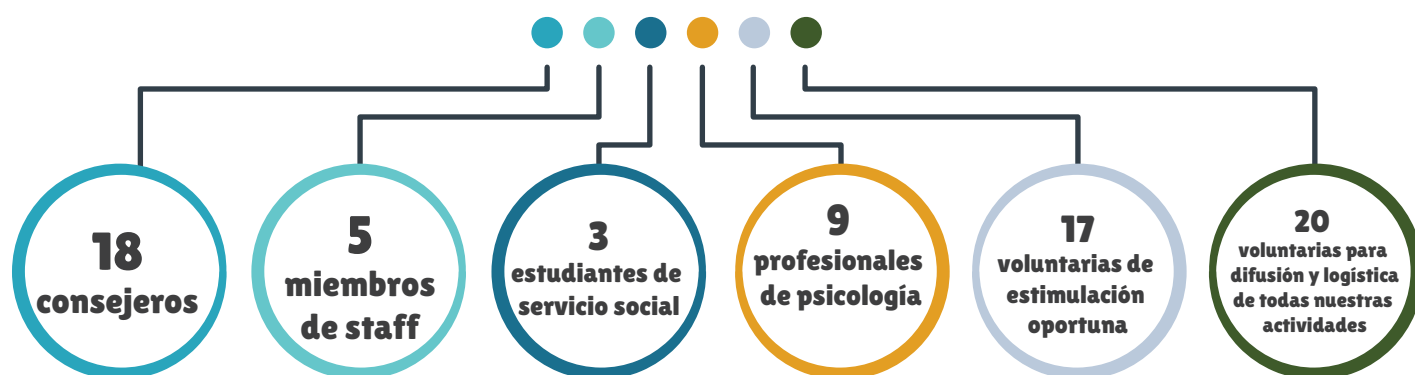 18
consejeros
5
miembros
de staff
3
estudiantes de
servicio social
9
profesionales
de psicología
17
voluntarias de
estimulación
oportuna
20
voluntarias para
difusión y logística
de todas nuestras
actividades